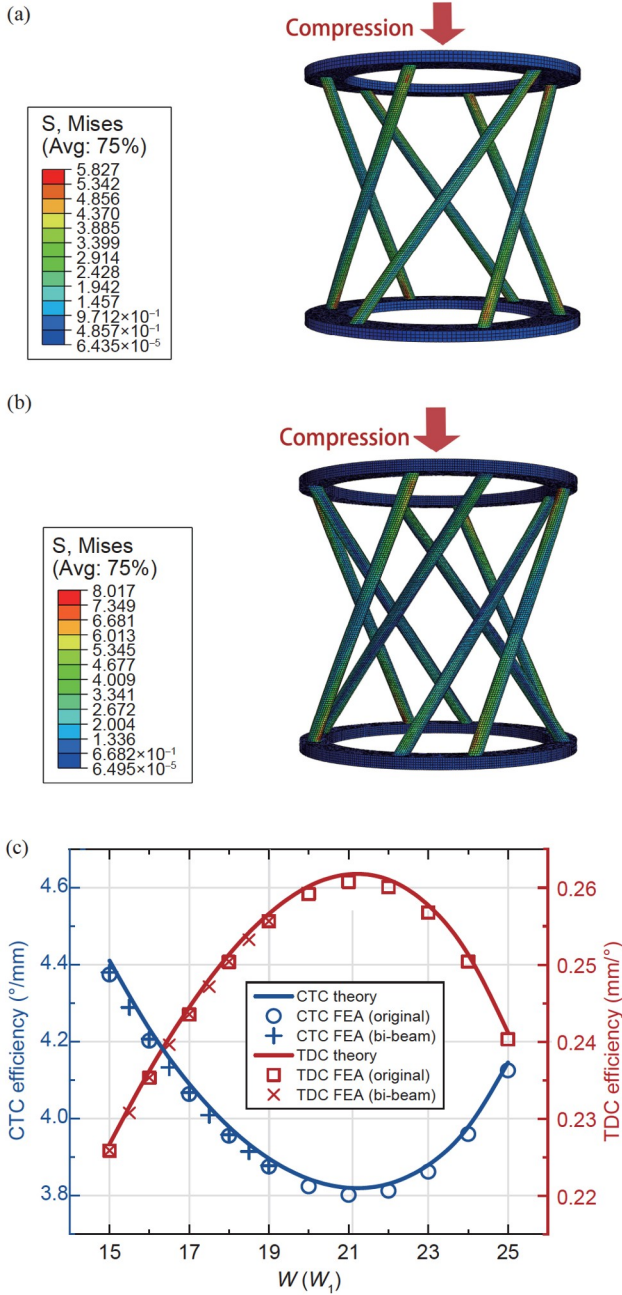 (a)
Compression
S, Mises
(Avg: 75%)
5.827
5.342
4.856
4.370
3.885
3.399
2.914
2.428
1.942
1.457
9.712×10⁻¹
4.857×10⁻¹
6.435×10⁻⁵
(b)
Compression
S, Mises
(Avg: 75%)
8.017
7.349
6.681
6.013
5.345
4.677
4.009
3.341
2.672
2.004
1.336
6.682×10⁻¹
6.495×10⁻⁵
(c)
CTC efficiency (°/mm)
4.6
4.4
4.2
4.0
3.8
CTC theory
CTC FEA (original)
CTC FEA (bi-beam)
TDC theory
TDC FEA (original)
TDC FEA (bi-beam)
0.26
0.25
0.24
0.23
0.22
TDC efficiency (mm/°)
15 17 19 21 23 25
W (W₁)